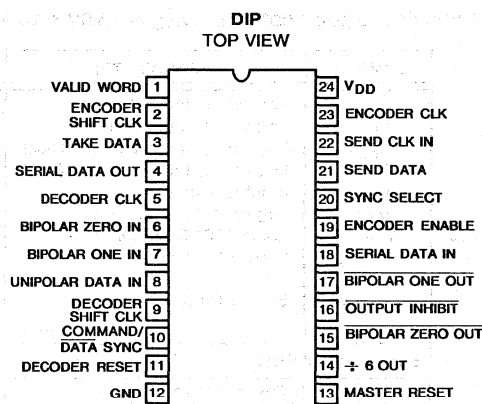 DIP
TOP VIEW
VALID WORD 1
ENCODER
SHIFT CLK 2
TAKE DATA 3
SERIAL DATA OUT 4
DECODER CLK 5
BIPOLAR ZERO IN 6
BIPOLAR ONE IN 7
UNIPOLAR DATA IN 8
DECODER
SHIFT CLK 9
COMMAND/
DATA SYNC 10
DECODER RESET 11
GND 12
24 VDD
23 ENCODER CLK
22 SEND CLK IN
21 SEND DATA
20 SYNC SELECT
19 ENCODER ENABLE
18 SERIAL DATA IN
17 BIPOLAR ONE OUT
16 OUTPUT INHIBIT
15 BIPOLAR ZERO OUT
14 ÷ 6 OUT
13 MASTER RESET